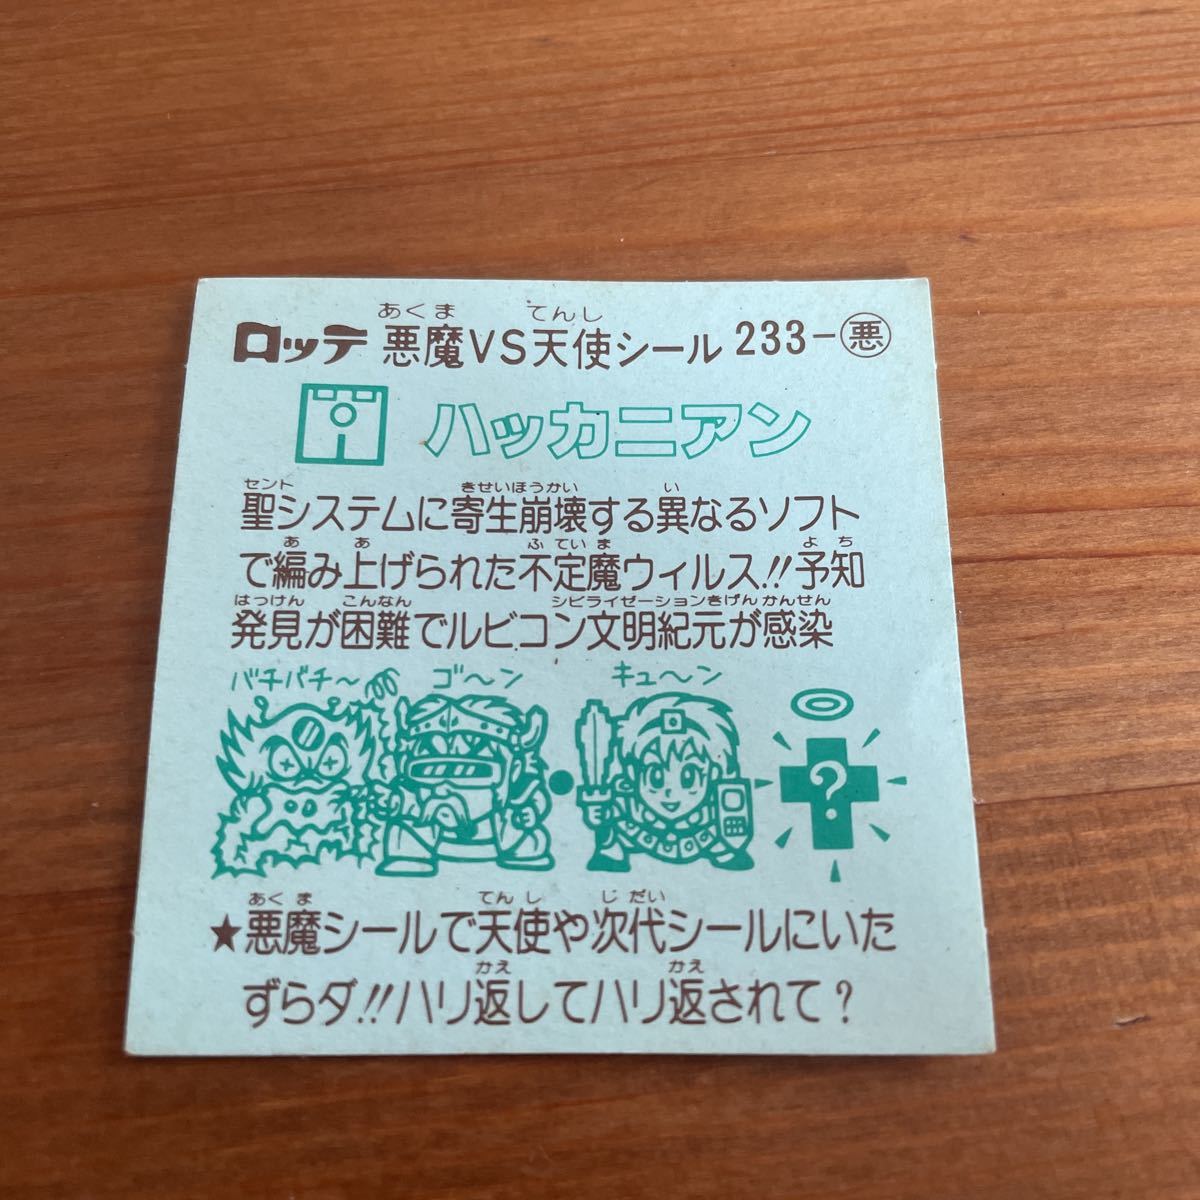 あくま てんし
ロッテ 悪魔VS天使シール 233-悪
ハッカニアン
セント きせいほうかい い
聖システムに寄生崩壊する異なるソフト
あ あ ふていま よち
で編み上げられた不定魔ウィルス!!予知
はっけん こんなん シビライゼーションきげん かんせん
発見が困難でルビコン文明紀元が感染
バチバチ〜 ゴ〜ン キュ〜ン
?
あくま てんし じだい
★悪魔シールで天使や次代シールにいた
かえ かえ
ずらダ!!ハリ返してハリ返されて?